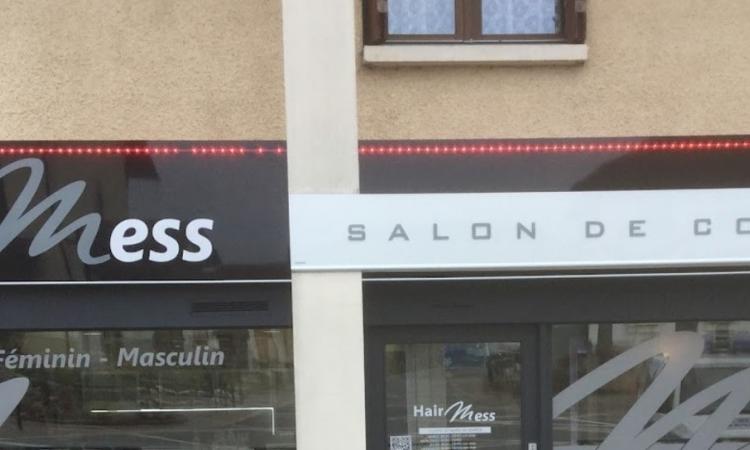 Mess
SALON DE CO
Féminin - Masculin
Hair Mess